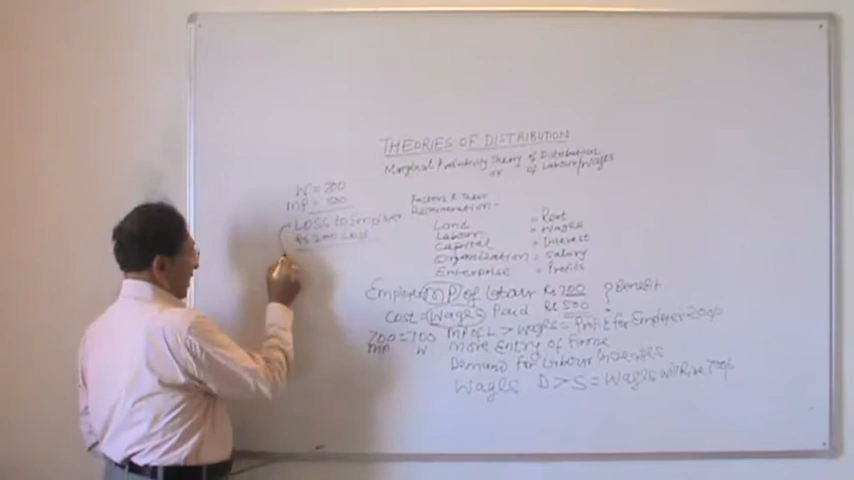 THEORIES OF DISTRIBUTION
Marginal Productivity Theory of Distribution
or of Labour/Wages
W = 700
MP = 500
Loss to Employer
Rs 200 Loss
Factors & Their
Remuneration-
Land = Rent
Labour = Wages
Capital = Interest
Organisation = Salary
Enterprise = Profits
Employer MP of labour Rs 700 Benefit
Cost = Wages Paid Rs 500
700 = 700
MP W
MP of L > Wages = Profit for Employer 200/-
More Entry of Firms
Demand for Labour Increases
Wages D > S = Wages will Rise 700/-